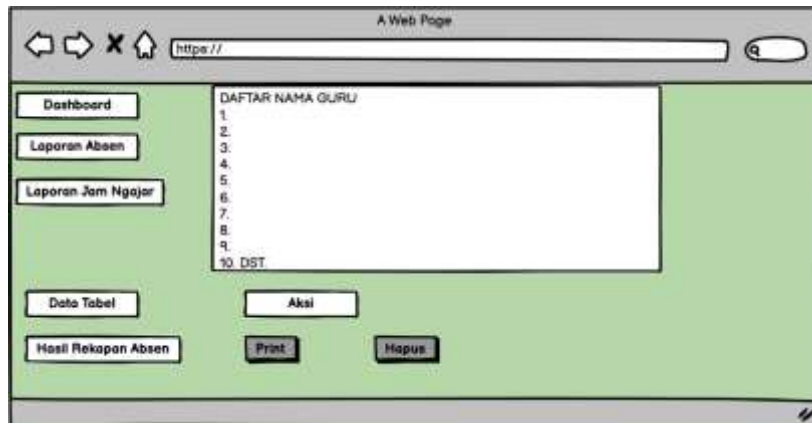 A Web Page
https://
Dashboard
Laporan Absen
Laporan Jam Ngajar
DAFTAR NAMA GURU
1.
2.
3.
4.
5.
6.
7.
8.
9.
10. DST.
Data Tabel
Aksi
Hasil Rekapan Absen
Print
Hapus